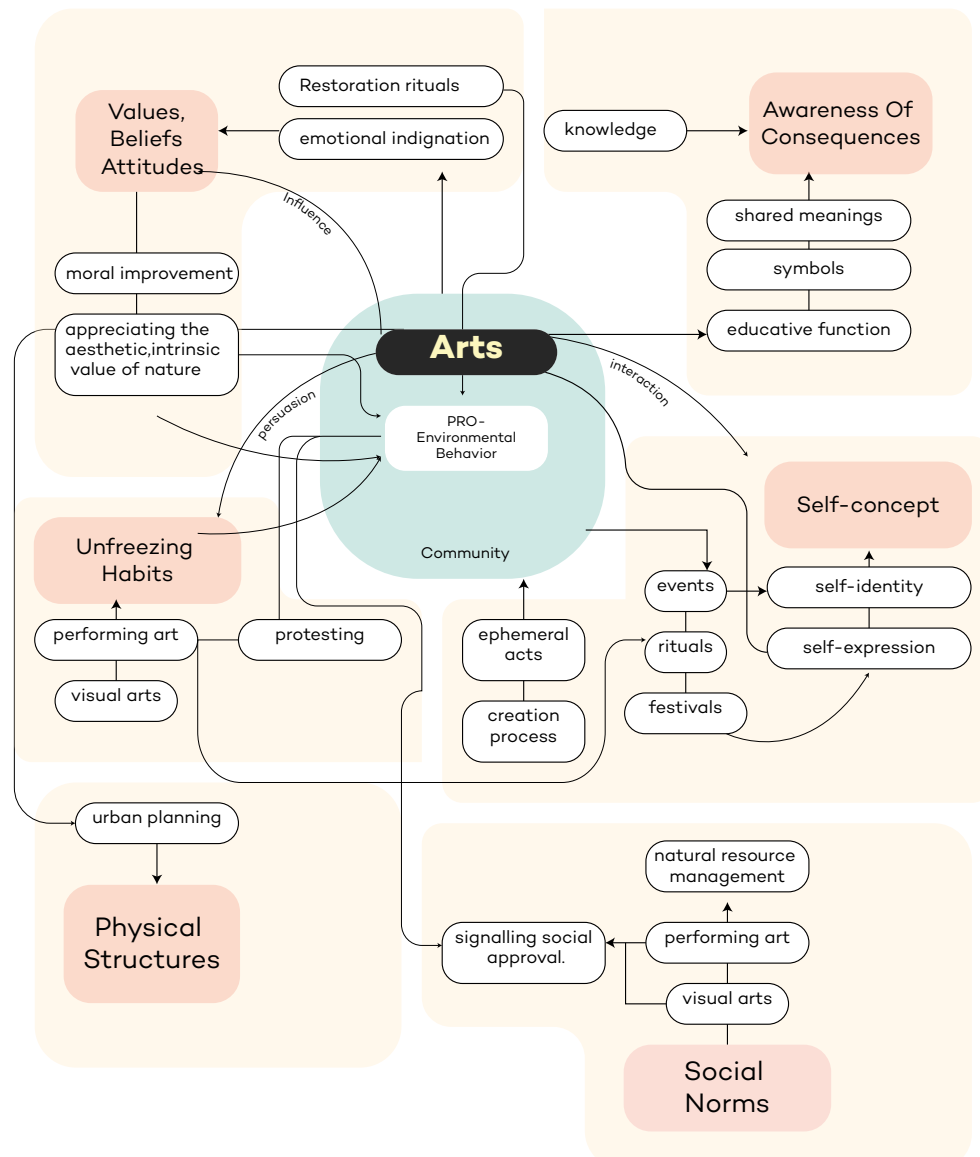 Restoration rituals
Values,
Beliefs
Attitudes
emotional indignation
Influence
moral improvement
appreciating the
aesthetic,intrinsic
value of nature
knowledge
Awareness Of
Consequences
shared meanings
symbols
educative function
Arts
persuasion
interaction
PRO-
Environmental
Behavior
Community
Self-concept
self-identity
self-expression
events
rituals
festivals
Unfreezing
Habits
performing art
protesting
visual arts
ephemeral
acts
creation
process
urban planning
Physical
Structures
natural resource
management
signalling social
approval.
performing art
visual arts
Social
Norms